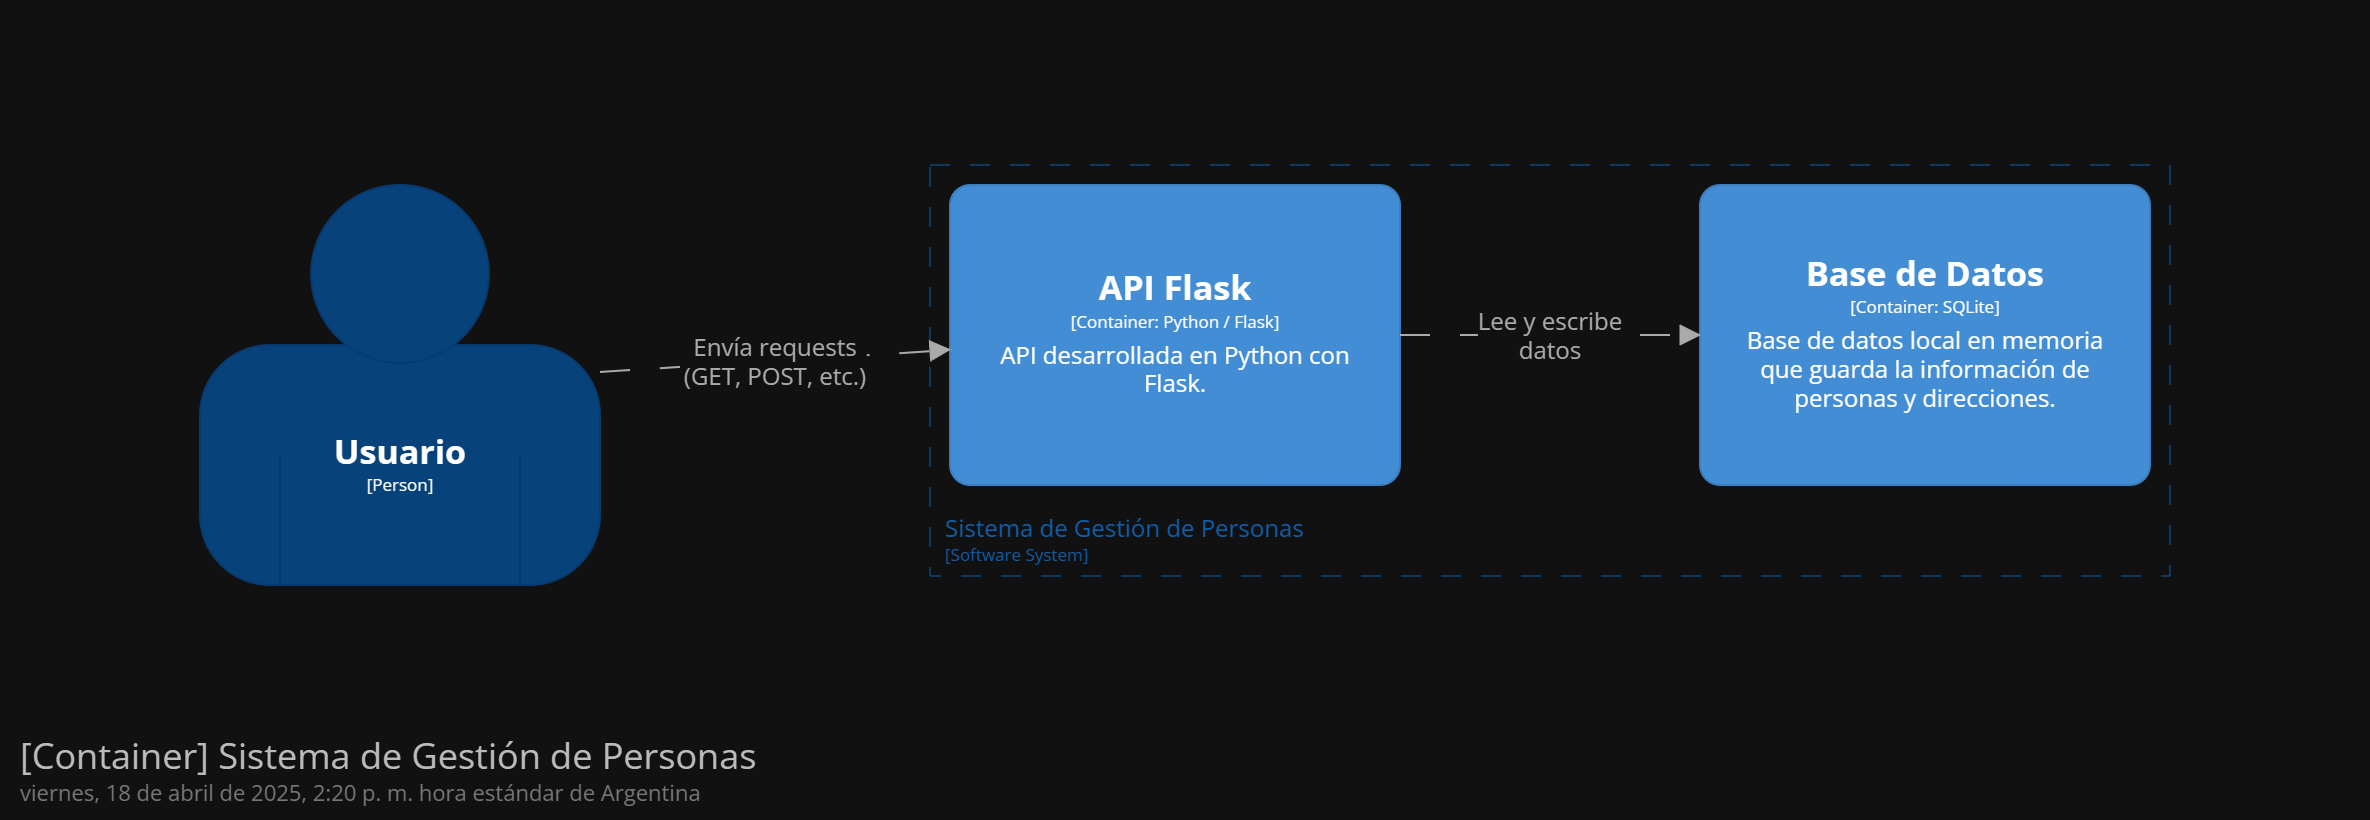 Usuario
[Person]
Envía requests
(GET, POST, etc.)
API Flask
[Container: Python / Flask]
API desarrollada en Python con
Flask.
Lee y escribe
datos
Base de Datos
[Container: SQLite]
Base de datos local en memoria
que guarda la información de
personas y direcciones.
Sistema de Gestión de Personas
[Software System]
[Container] Sistema de Gestión de Personas
viernes, 18 de abril de 2025, 2:20 p. m. hora estándar de Argentina